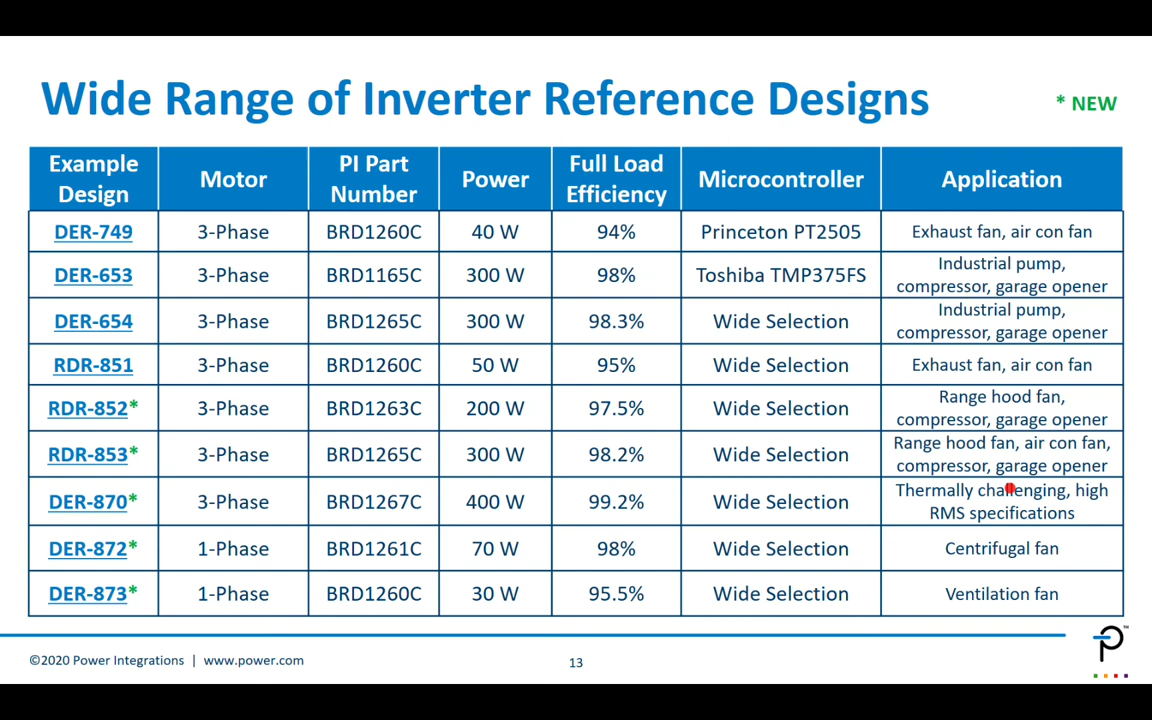 Wide Range of Inverter Reference Designs
* NEW
Example Design Motor PI Part Number Power Full Load Efficiency Microcontroller Application
DER-749 3-Phase BRD1260C 40 W 94% Princeton PT2505 Exhaust fan, air con fan
DER-653 3-Phase BRD1165C 300 W 98% Toshiba TMP375FS Industrial pump, compressor, garage opener
DER-654 3-Phase BRD1265C 300 W 98.3% Wide Selection Industrial pump, compressor, garage opener
RDR-851 3-Phase BRD1260C 50 W 95% Wide Selection Exhaust fan, air con fan
RDR-852* 3-Phase BRD1263C 200 W 97.5% Wide Selection Range hood fan, compressor, garage opener
RDR-853* 3-Phase BRD1265C 300 W 98.2% Wide Selection Range hood fan, air con fan, compressor, garage opener
DER-870* 3-Phase BRD1267C 400 W 99.2% Wide Selection Thermally challenging, high RMS specifications
DER-872* 1-Phase BRD1261C 70 W 98% Wide Selection Centrifugal fan
DER-873* 1-Phase BRD1260C 30 W 95.5% Wide Selection Ventilation fan
©2020 Power Integrations | www.power.com
13
™